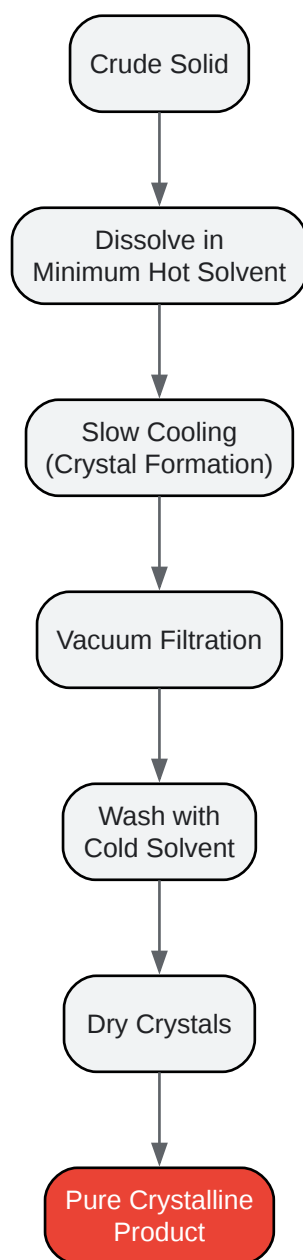 Crude Solid
Dissolve in
Minimum Hot Solvent
Slow Cooling
(Crystal Formation)
Vacuum Filtration
Wash with
Cold Solvent
Dry Crystals
Pure Crystalline
Product